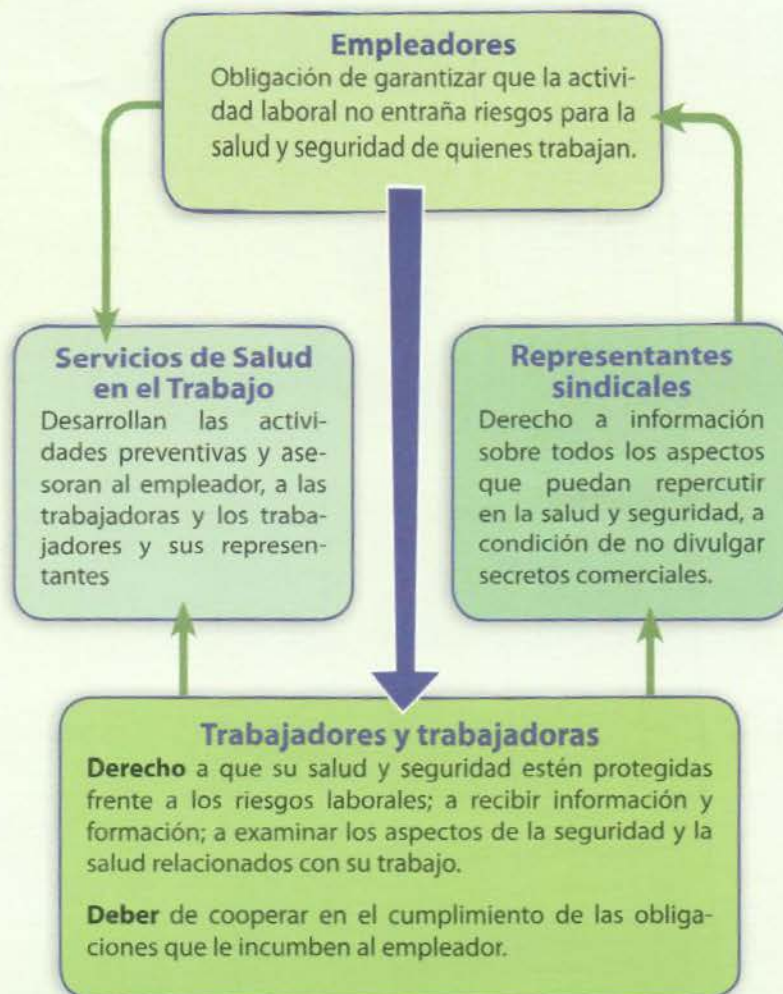 Empleadores
Obligación de garantizar que la activi-
dad laboral no entraña riesgos para la
salud y seguridad de quienes trabajan.
Servicios de Salud
en el Trabajo
Desarrollan las activi-
dades preventivas y ase-
soran al empleador, a las
trabajadoras y los traba-
jadores y sus represen-
tantes
Representantes
sindicales
Derecho a información
sobre todos los aspectos
que puedan repercutir
en la salud y seguridad, a
condición de no divulgar
secretos comerciales.
Trabajadores y trabajadoras
Derecho a que su salud y seguridad estén protegidas
frente a los riesgos laborales; a recibir información y
formación; a examinar los aspectos de la seguridad y la
salud relacionados con su trabajo.
Deber de cooperar en el cumplimiento de las obliga-
ciones que le incumben al empleador.